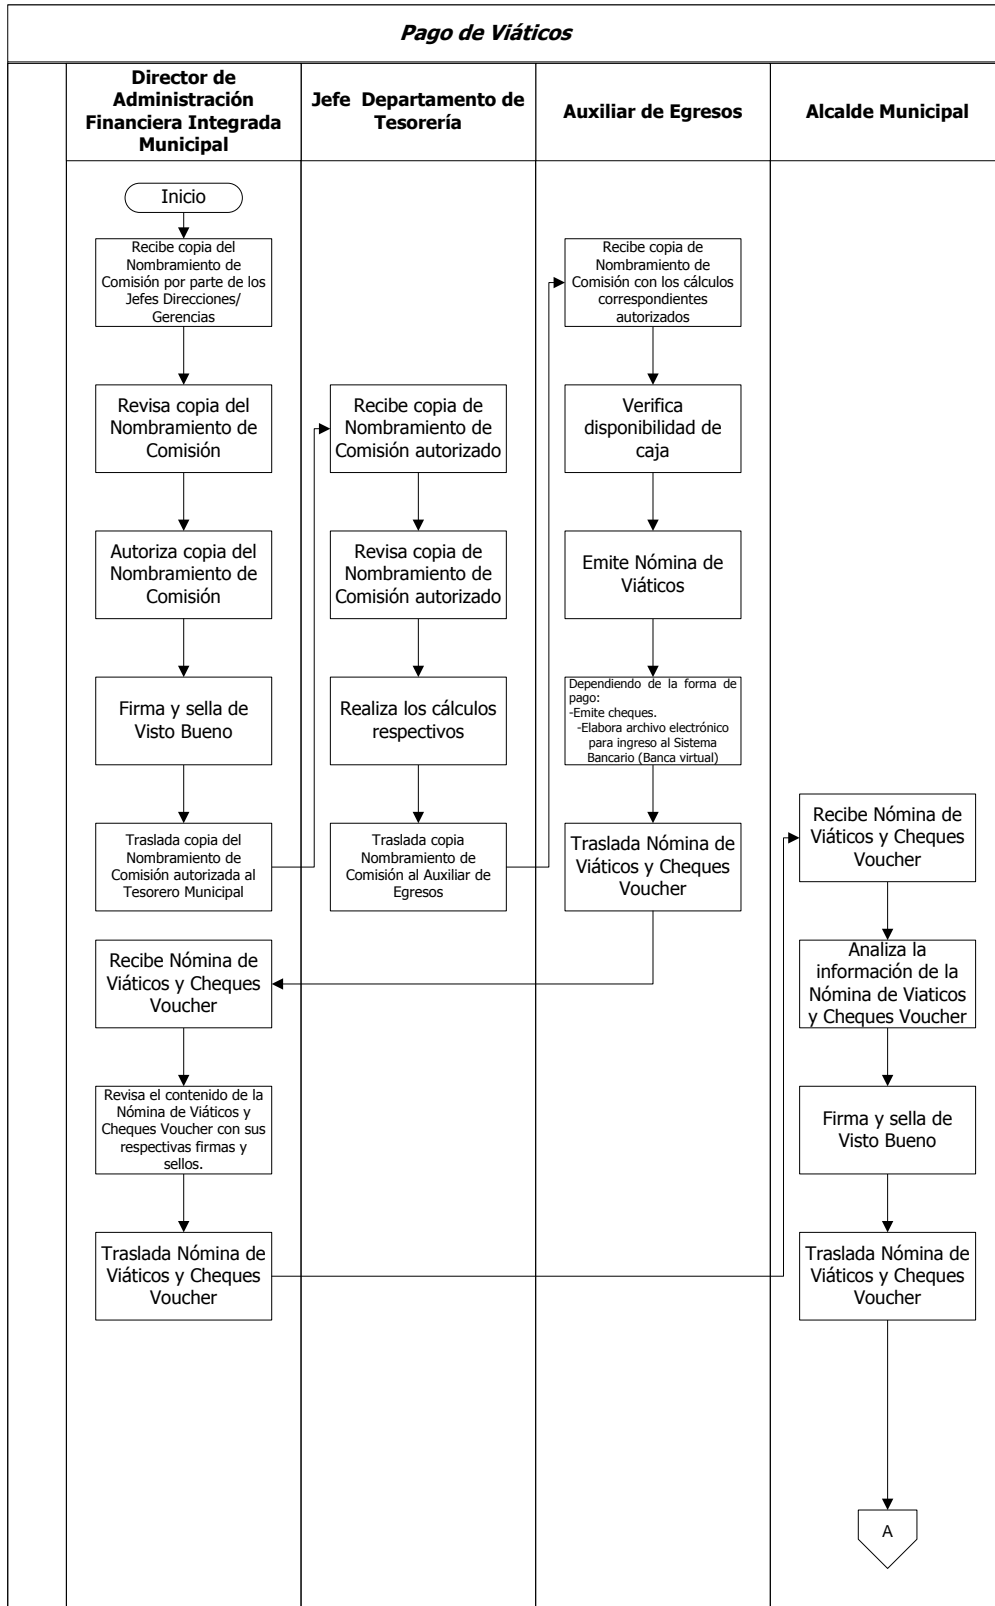 Pago de Viáticos
Director de
Administración
Financiera Integrada
Municipal
Jefe Departamento de
Tesorería
Auxiliar de Egresos
Alcalde Municipal
Inicio
Recibe copia del
Nombramiento de
Comisión por parte de los
Jefes Direcciones/
Gerencias
Revisa copia del
Nombramiento de
Comisión
Autoriza copia del
Nombramiento de
Comisión
Firma y sella de
Visto Bueno
Traslada copia del
Nombramiento de
Comisión autorizada al
Tesorero Municipal
Recibe copia de
Nombramiento de
Comisión autorizado
Revisa copia de
Nombramiento de
Comisión autorizado
Realiza los cálculos
respectivos
Traslada copia
Nombramiento de
Comisión al Auxiliar de
Egresos
Recibe copia de
Nombramiento de
Comisión con los cálculos
correspondientes
autorizados
Verifica
disponibilidad de
caja
Emite Nómina de
Viáticos
Dependiendo de la forma de
pago:
-Emite cheques.
-Elabora archivo electrónico
para ingreso al Sistema
Bancario (Banca virtual)
Traslada Nómina de
Viáticos y Cheques
Voucher
Recibe Nómina de
Viáticos y Cheques
Voucher
Revisa el contenido de la
Nómina de Viáticos y
Cheques Voucher con sus
respectivas firmas y
sellos.
Traslada Nómina de
Viáticos y Cheques
Voucher
Recibe Nómina de
Viáticos y Cheques
Voucher
Analiza la
información de la
Nómina de Viaticos
y Cheques Voucher
Firma y sella de
Visto Bueno
Traslada Nómina de
Viáticos y Cheques
Voucher
A